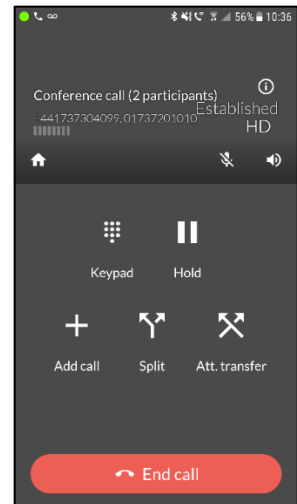 56% 10:36
Conference call (2 participants)
Established
+441737304099, 01737201010
HD
Keypad Hold
Add call Split Att. transfer
End call